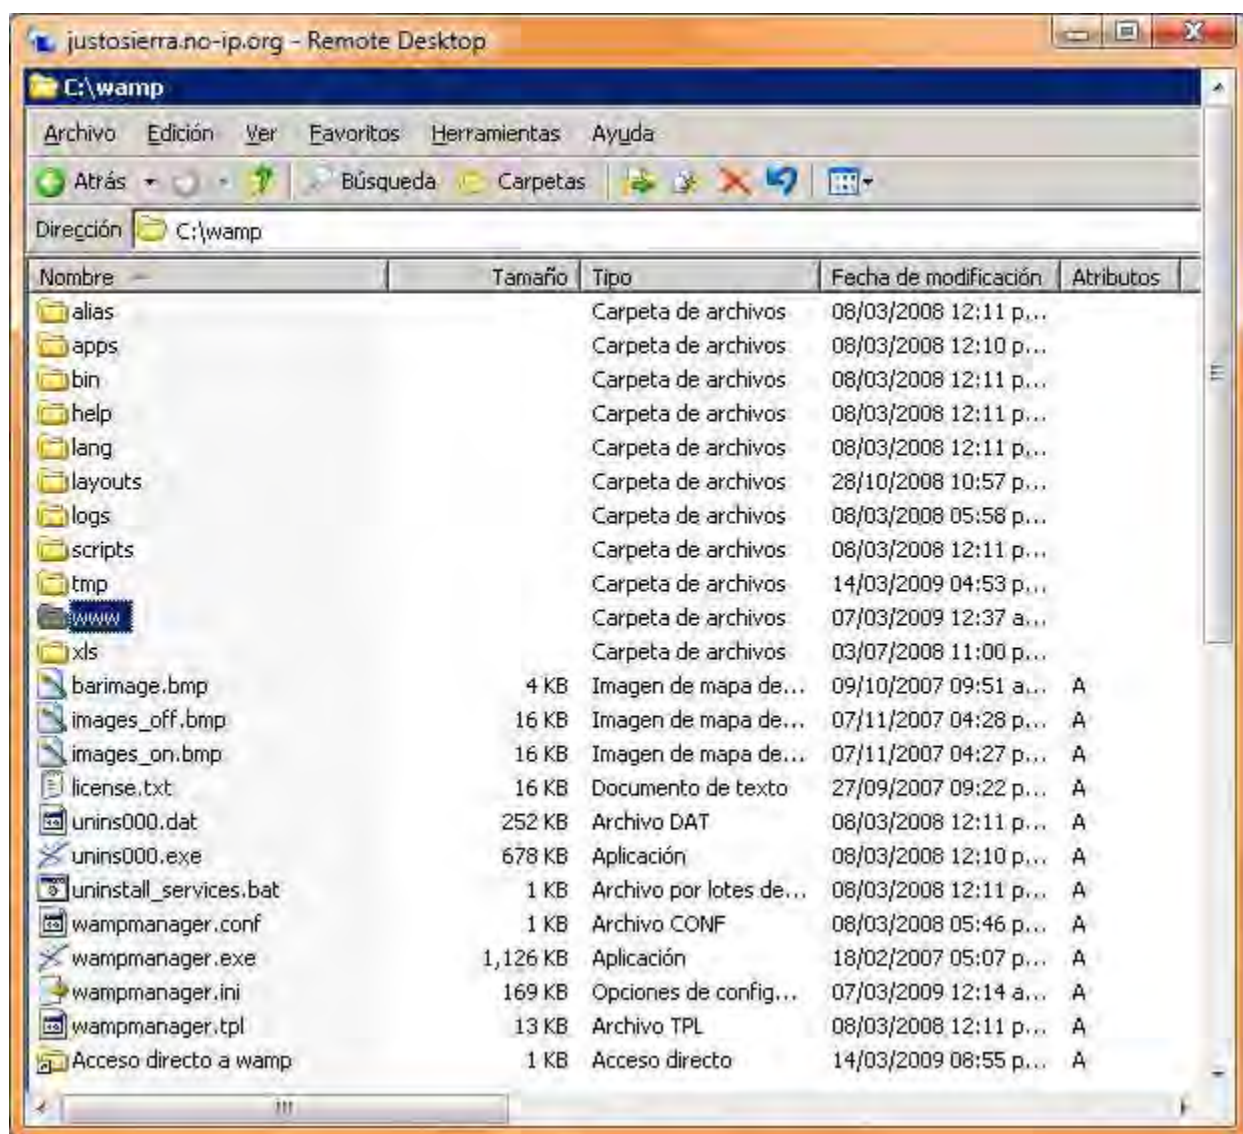 justosierra.no-ip.org - Remote Desktop
C:\wamp
Archivo Edición Ver Favoritos Herramientas Ayuda
Atrás Búsqueda Carpetas
Dirección C:\wamp
Nombre Tamaño Tipo Fecha de modificación Atributos
alias Carpeta de archivos 08/03/2008 12:11 p...
apps Carpeta de archivos 08/03/2008 12:10 p...
bin Carpeta de archivos 08/03/2008 12:11 p...
help Carpeta de archivos 08/03/2008 12:11 p...
lang Carpeta de archivos 08/03/2008 12:11 p...
layouts Carpeta de archivos 28/10/2008 10:57 p...
logs Carpeta de archivos 08/03/2008 05:58 p...
scripts Carpeta de archivos 08/03/2008 12:11 p...
tmp Carpeta de archivos 14/03/2009 04:53 p...
www Carpeta de archivos 07/03/2009 12:37 a...
xls Carpeta de archivos 03/07/2008 11:00 p...
barimage.bmp 4 KB Imagen de mapa de... 09/10/2007 09:51 a... A
images_off.bmp 16 KB Imagen de mapa de... 07/11/2007 04:28 p... A
images_on.bmp 16 KB Imagen de mapa de... 07/11/2007 04:27 p... A
license.txt 16 KB Documento de texto 27/09/2007 09:22 p... A
unins000.dat 252 KB Archivo DAT 08/03/2008 12:11 p... A
unins000.exe 678 KB Aplicación 08/03/2008 12:10 p... A
uninstall_services.bat 1 KB Archivo por lotes de... 08/03/2008 12:11 p... A
wampmanager.conf 1 KB Archivo CONF 08/03/2008 05:46 p... A
wampmanager.exe 1,126 KB Aplicación 18/02/2007 05:07 p... A
wampmanager.ini 169 KB Opciones de config... 07/03/2009 12:14 a... A
wampmanager.tpl 13 KB Archivo TPL 08/03/2008 12:11 p... A
Acceso directo a wamp 1 KB Acceso directo 14/03/2009 08:55 p... A